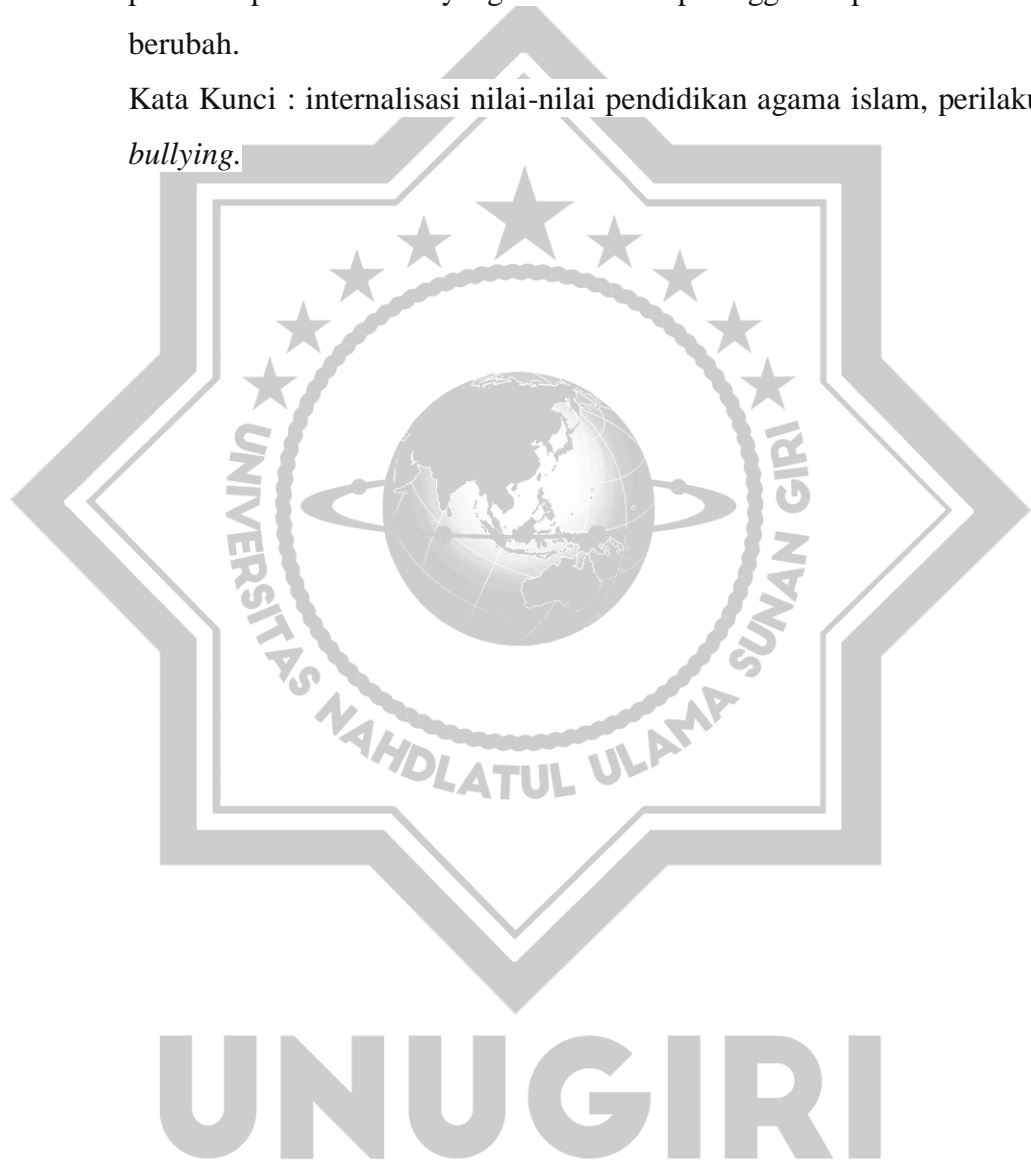 berubah.
Kata Kunci : internalisasi nilai-nilai pendidikan agama islam, perilaku
bullying.
UNIVERSITAS NAHDLATUL ULAMA SUNAN GIRI
UNUGIRI